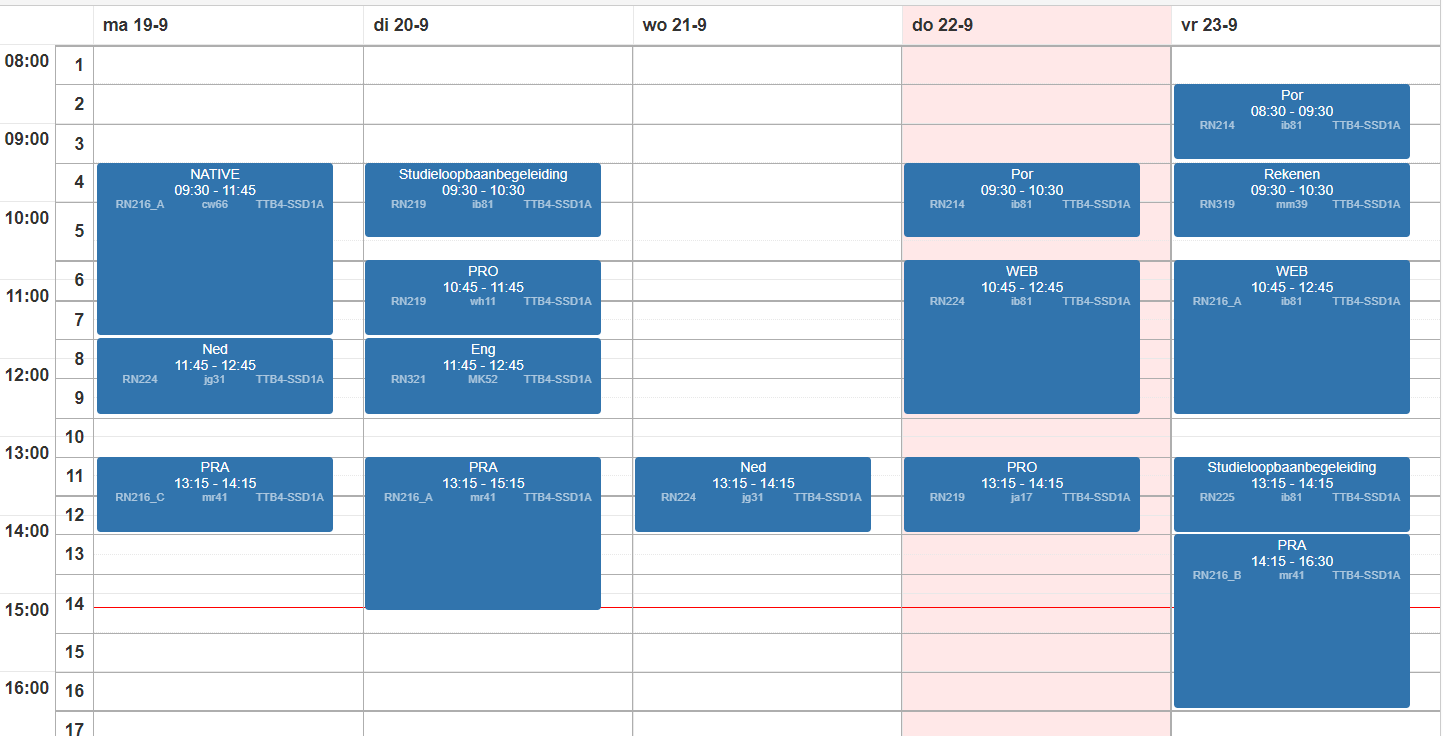 ma 19-9 di 20-9 wo 21-9 do 22-9 vr 23-9
08:00
1
2
09:00
3
4
10:00
5
6
11:00
7
8
12:00
9
10
13:00
11
12
14:00
13
14
15:00
15
16:00
16
17
NATIVE
09:30 - 11:45
RN216_A cw66 TTB4-SSD1A
Ned
11:45 - 12:45
RN224 jg31 TTB4-SSD1A
PRA
13:15 - 14:15
RN216_C mr41 TTB4-SSD1A
Studieloopbaanbegeleiding
09:30 - 10:30
RN219 ib81 TTB4-SSD1A
PRO
10:45 - 11:45
RN219 wh11 TTB4-SSD1A
Eng
11:45 - 12:45
RN321 MK52 TTB4-SSD1A
PRA
13:15 - 15:15
RN216_A mr41 TTB4-SSD1A
Ned
13:15 - 14:15
RN224 jg31 TTB4-SSD1A
Por
09:30 - 10:30
RN214 ib81 TTB4-SSD1A
WEB
10:45 - 12:45
RN224 ib81 TTB4-SSD1A
PRO
13:15 - 14:15
RN219 ja17 TTB4-SSD1A
Por
08:30 - 09:30
RN214 ib81 TTB4-SSD1A
Rekenen
09:30 - 10:30
RN319 mm39 TTB4-SSD1A
WEB
10:45 - 12:45
RN216_A ib81 TTB4-SSD1A
Studieloopbaanbegeleiding
13:15 - 14:15
RN225 ib81 TTB4-SSD1A
PRA
14:15 - 16:30
RN216_B mr41 TTB4-SSD1A